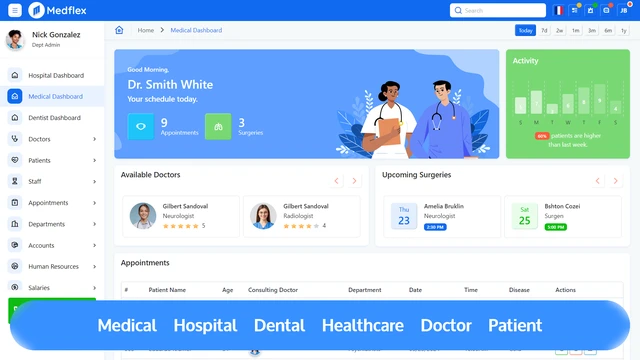 Medflex
Search
JB
Nick Gonzalez
Dept Admin
Home
Medical Dashboard
Today
7d
2w
1m
3m
6m
1y
Hospital Dashboard
Medical Dashboard
Dentist Dashboard
Doctors
Patients
Staff
Appointments
Departments
Accounts
Human Resources
Salaries
Good Morning,
Dr. Smith White
Your schedule today.
9
Appointments
3
Surgeries
Activity
S M T W T F S
patients are higher
than last week.
Available Doctors
Gilbert Sandoval
Neurologist
5
Gilbert Sandoval
Radiologist
4
Upcoming Surgeries
Thu
23
Amelia Bruklin
Neurologist
2:30 PM
Sat
25
Bshton Cozei
Surgen
5:00 PM
Appointments
# Patient Name Age Consulting Doctor Department Date Time Disease Actions
Medical Hospital Dental Healthcare Doctor Patient